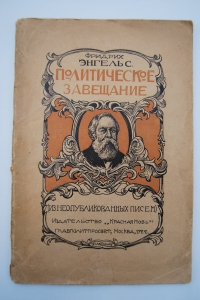 ФРИДРИХ
ЭНГЕЛЬС.
ПОЛИТИЧЕСКОЕ
ЗАВЕЩАНИЕ
(ИЗ НЕОПУБЛИКОВАННЫХ ПИСЕМ)
ИЗДАТЕЛЬСТВО „КРАСНАЯ НОВЬ"
ГЛАВПОЛИТПРОСВЕТ, МОСКВА,